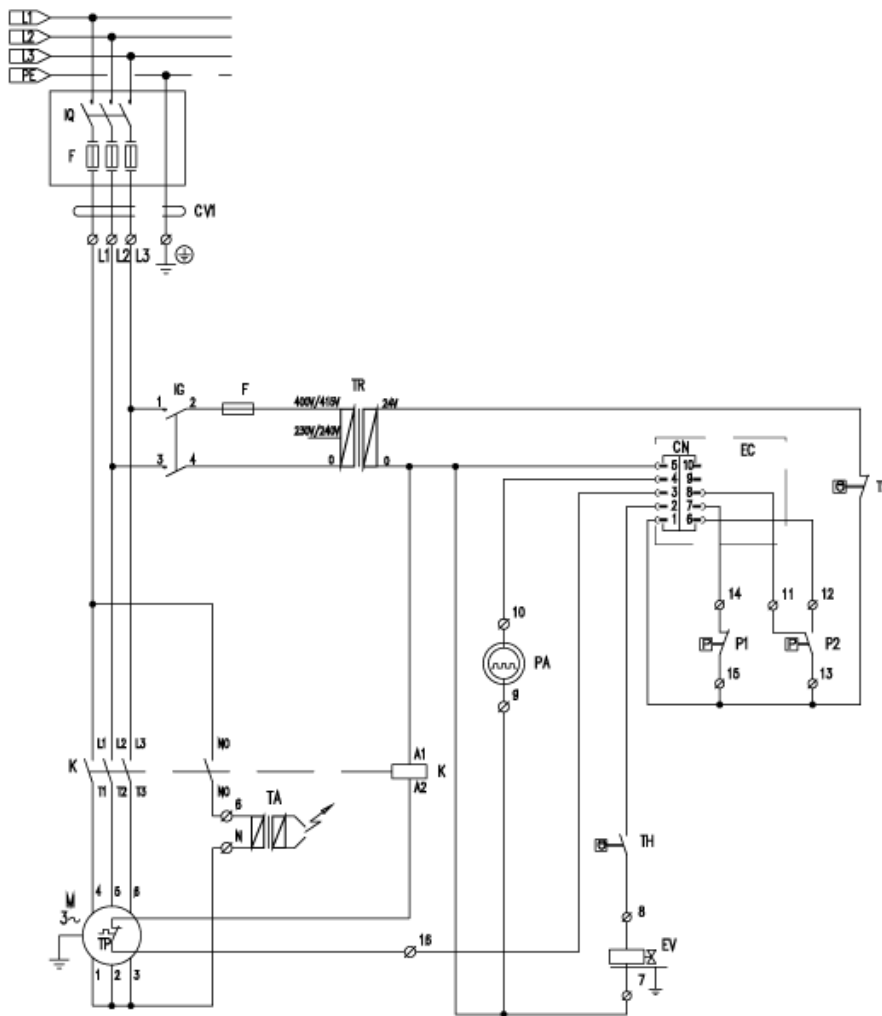 L1
L2
L3
PE
IQ
F
CV1
L1 L2 L3
1 IG 2 F 400V/415V TR 24V
230V/240V
3 4 0 0
CN EC
5 10
4 9
3 8
2 7
1 6
T
14 11 12
10
P P1 P P2
PA
15 13
9
L1 L2 L3 NO
K A1 K
T1 T2 T3 NO A2
6 TA
N
TH
M 4 5 6
3~
8
TP
16 EV
1 2 3
7